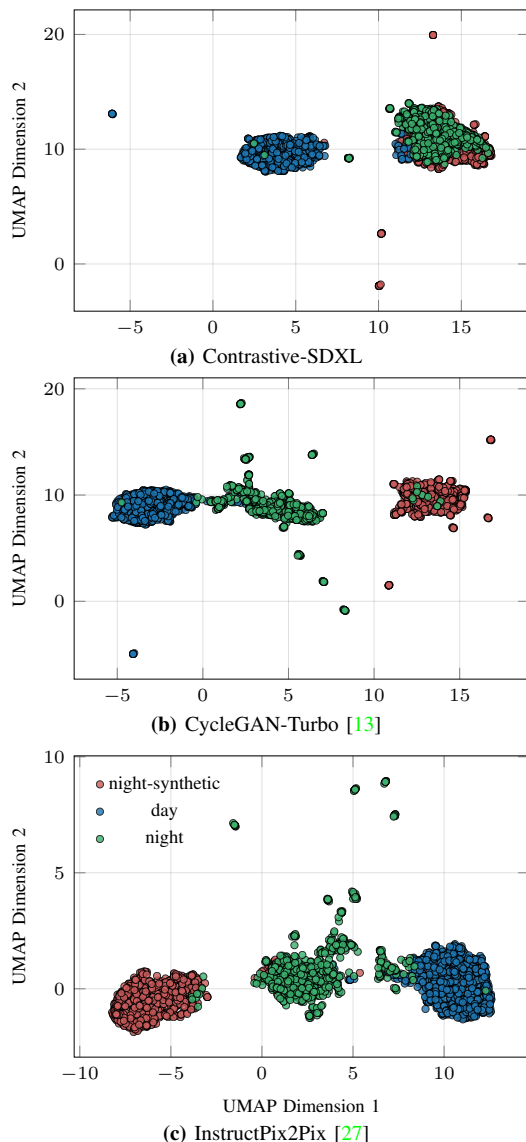 UMAP Dimension 2
20
10
0
−5 0 5 10 15
(a) Contrastive-SDXL
UMAP Dimension 2
20
10
0
−5 0 5 10 15
(b) CycleGAN-Turbo [13]
UMAP Dimension 2
10
5
0
night-synthetic
day
night
−10 −5 0 5 10
UMAP Dimension 1
(c) InstructPix2Pix [27]